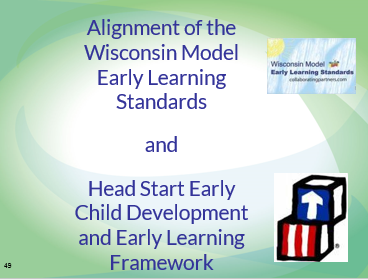 Alignment of the
Wisconsin Model
Early Learning
Standards
and
Head Start Early
Child Development
and Early Learning
Framework
Wisconsin Model
Early Learning Standards
collaboratingpartners.com
®
49